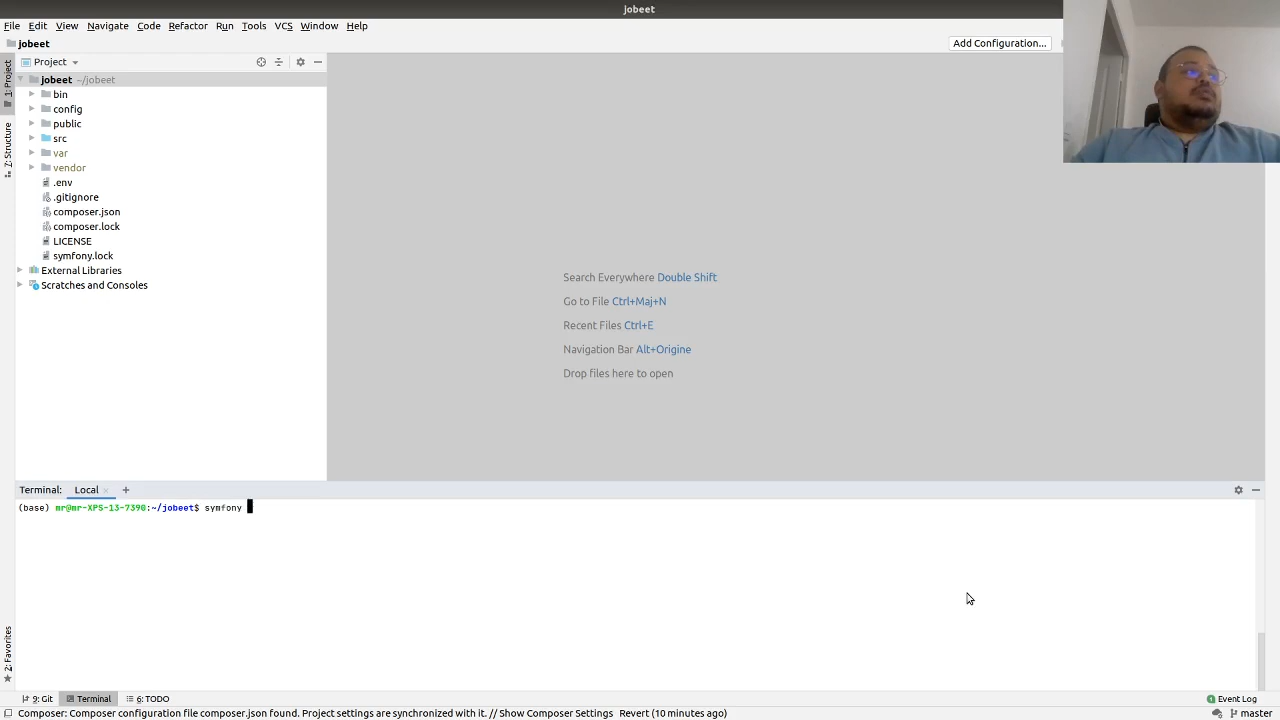 jobeet
File Edit View Navigate Code Refactor Run Tools VCS Window Help
jobeet
Add Configuration...
Project
1: Project
jobeet ~/jobeet
bin
config
public
src
var
vendor
.env
.gitignore
composer.json
composer.lock
LICENSE
symfony.lock
External Libraries
Scratches and Consoles
Z: Structure
Search Everywhere Double Shift
Go to File Ctrl+Maj+N
Recent Files Ctrl+E
Navigation Bar Alt+Origine
Drop files here to open
Terminal: Local × +
(base) mr@mr-XPS-13-7390:~/jobeet$ symfony
2: Favorites
9: Git Terminal 6: TODO
Event Log
Composer: Composer configuration file composer.json found. Project settings are synchronized with it. // Show Composer Settings Revert (10 minutes ago)
master